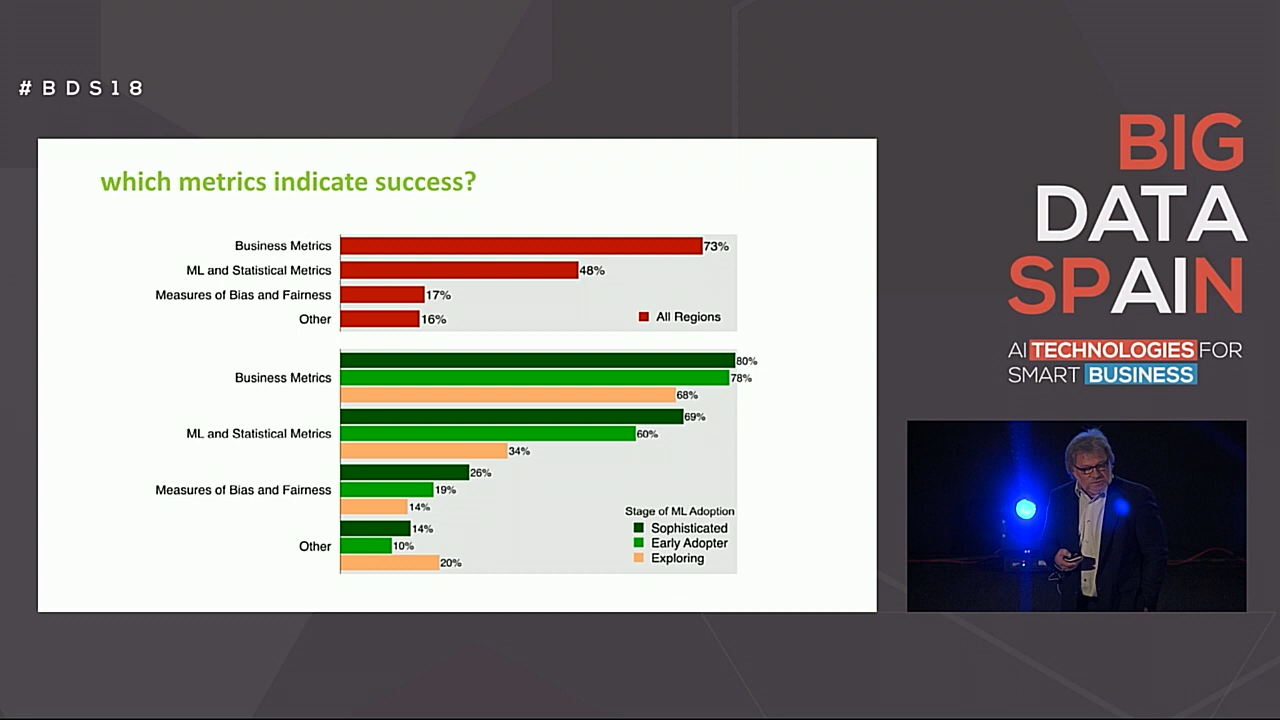 #BDS18
which metrics indicate success?
Business Metrics 73%
ML and Statistical Metrics 48%
Measures of Bias and Fairness 17%
Other 16%
All Regions
Business Metrics
80%
78%
68%
ML and Statistical Metrics
69%
60%
34%
Measures of Bias and Fairness
26%
19%
14%
Other
14%
10%
20%
Stage of ML Adoption
Sophisticated
Early Adopter
Exploring
BIG
DATA
SPAIN
AI TECHNOLOGIES FOR
SMART BUSINESS